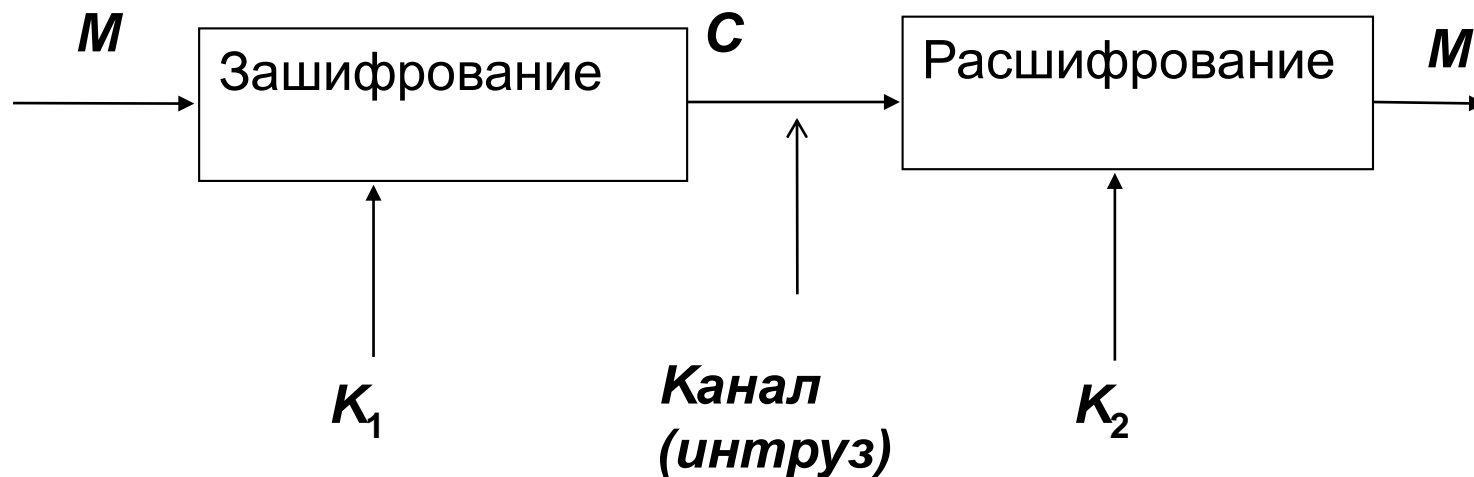 M
Зашифрование
C
Расшифрование
M
K1
Канал
(интруз)
K2